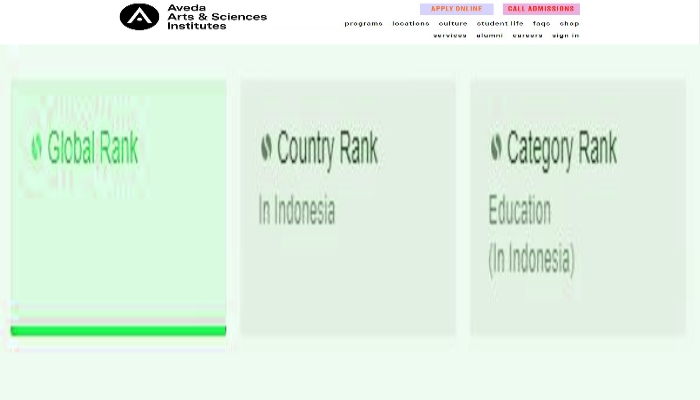 Aveda
Arts & Sciences
Institutes
APPLY ONLINE CALL ADMISSIONS
programs locations culture student life faqs shop
services alumni careers sign in
Global Rank
Country Rank
In Indonesia
Category Rank
Education
(In Indonesia)